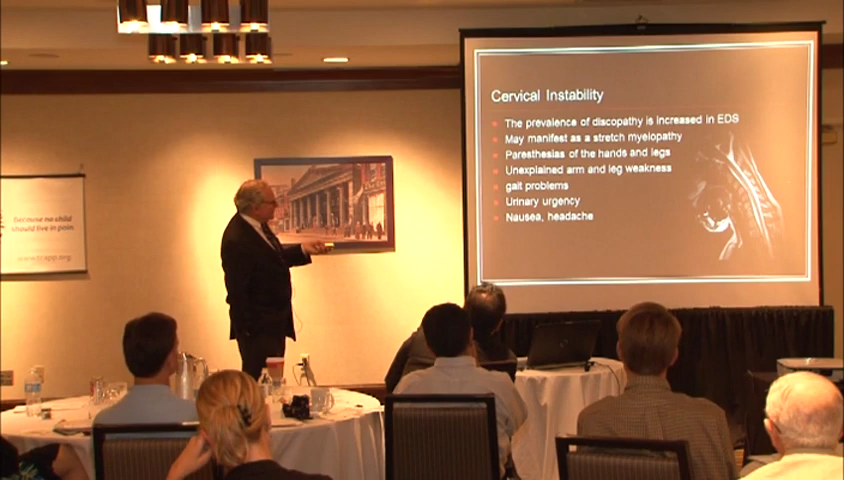 Cervical Instability
The prevalence of discopathy is increased in EDS
May manifest as a stretch myelopathy
Paresthesias of the hands and legs
Unexplained arm and leg weakness
gait problems
Urinary urgency
Nausea, headache
Because no child
should live in pain.